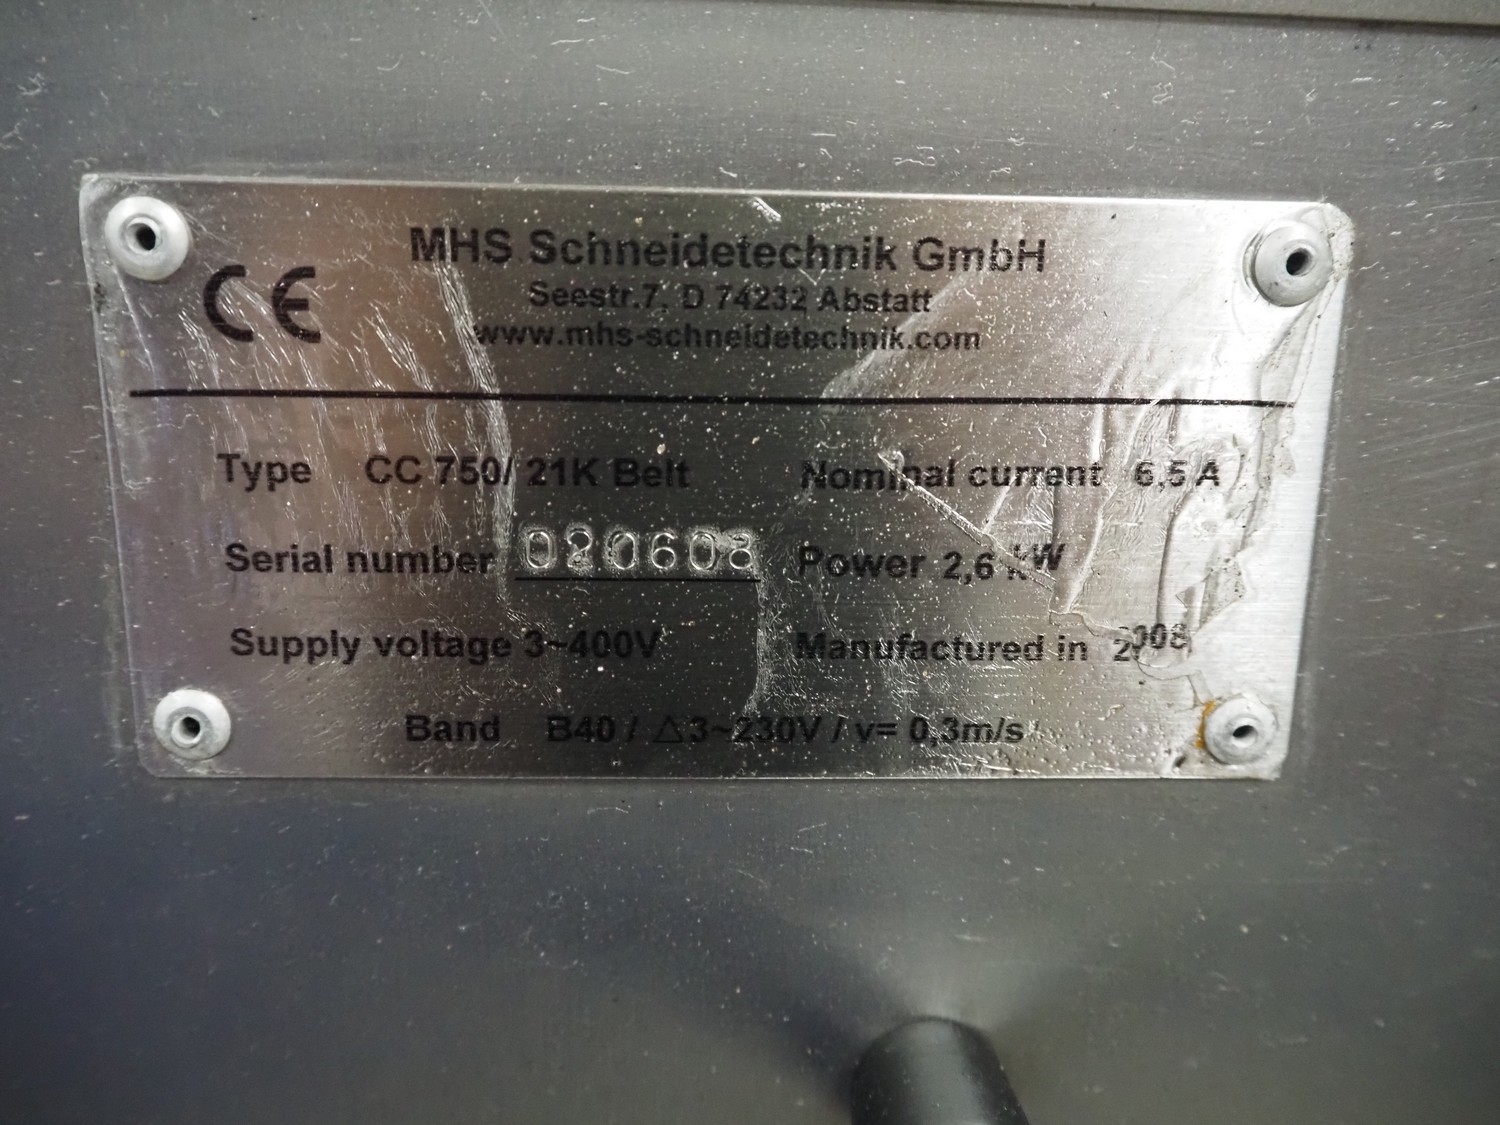 MHS Schneidetechnik GmbH
CE
Seestr.7, D 74232 Abstatt
www.mhs-schneidetechnik.com
Type CC 750/ 21K Belt Nominal current 6,5 A
Serial number 020608 Power 2,6 kW
Supply voltage 3~400V Manufactured in 2008
Band B40 / △3~230V / v= 0,3m/s